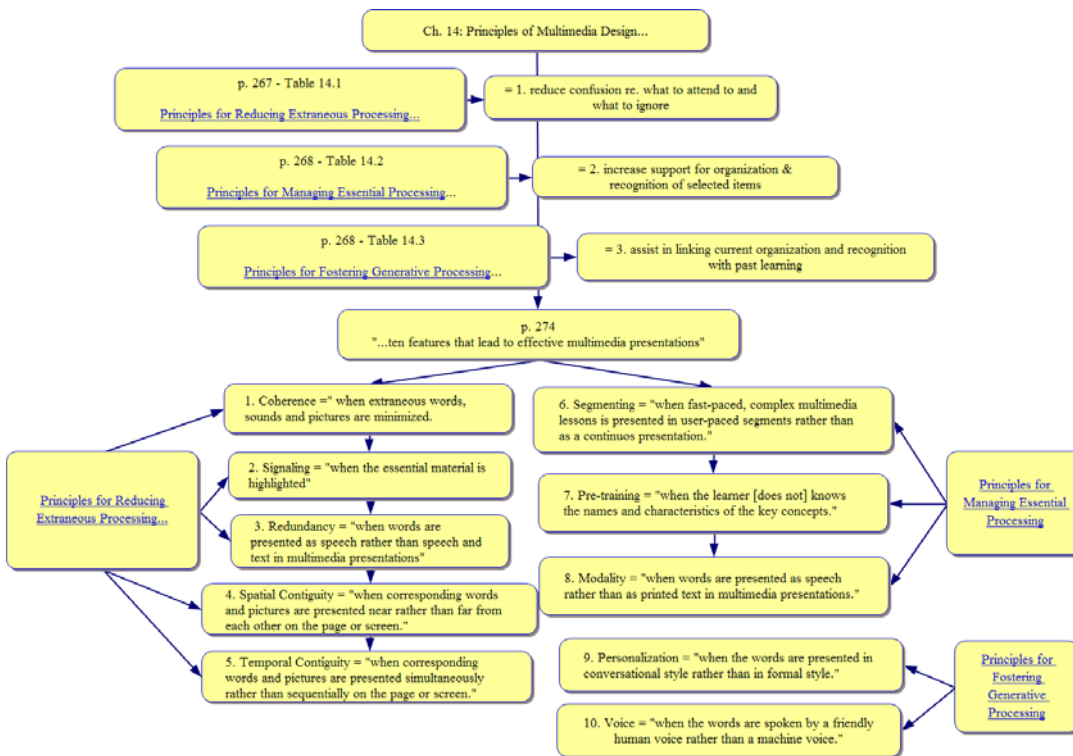 Ch. 14: Principles of Multimedia Design...
p. 267 - Table 14.1
Principles for Reducing Extraneous Processing...
= 1. reduce confusion re. what to attend to and
what to ignore
p. 268 - Table 14.2
Principles for Managing Essential Processing...
= 2. increase support for organization &
recognition of selected items
p. 268 - Table 14.3
Principles for Fostering Generative Processing...
= 3. assist in linking current organization and recognition
with past learning
p. 274
"...ten features that lead to effective multimedia presentations"
1. Coherence =" when extraneous words,
sounds and pictures are minimized.
2. Signaling = "when the essential material is
highlighted"
3. Redundancy = "when words are
presented as speech rather than speech and
text in multimedia presentations"
4. Spatial Contiguity = "when corresponding words
and pictures are presented near rather than far from
each other on the page or screen."
5. Temporal Contiguity = "when corresponding
words and pictures are presented simultaneously
rather than sequentially on the page or screen."
Principles for Reducing
Extraneous Processing...
6. Segmenting = "when fast-paced, complex multimedia
lessons is presented in user-paced segments rather than
as a continuos presentation."
7. Pre-training = "when the learner [does not] knows
the names and characteristics of the key concepts."
8. Modality = "when words are presented as speech
rather than as printed text in multimedia presentations."
Principles for
Managing Essential
Processing
9. Personalization = "when the words are presented in
conversational style rather than in formal style."
10. Voice = "when the words are spoken by a friendly
human voice rather than a machine voice."
Principles for
Fostering
Generative
Processing